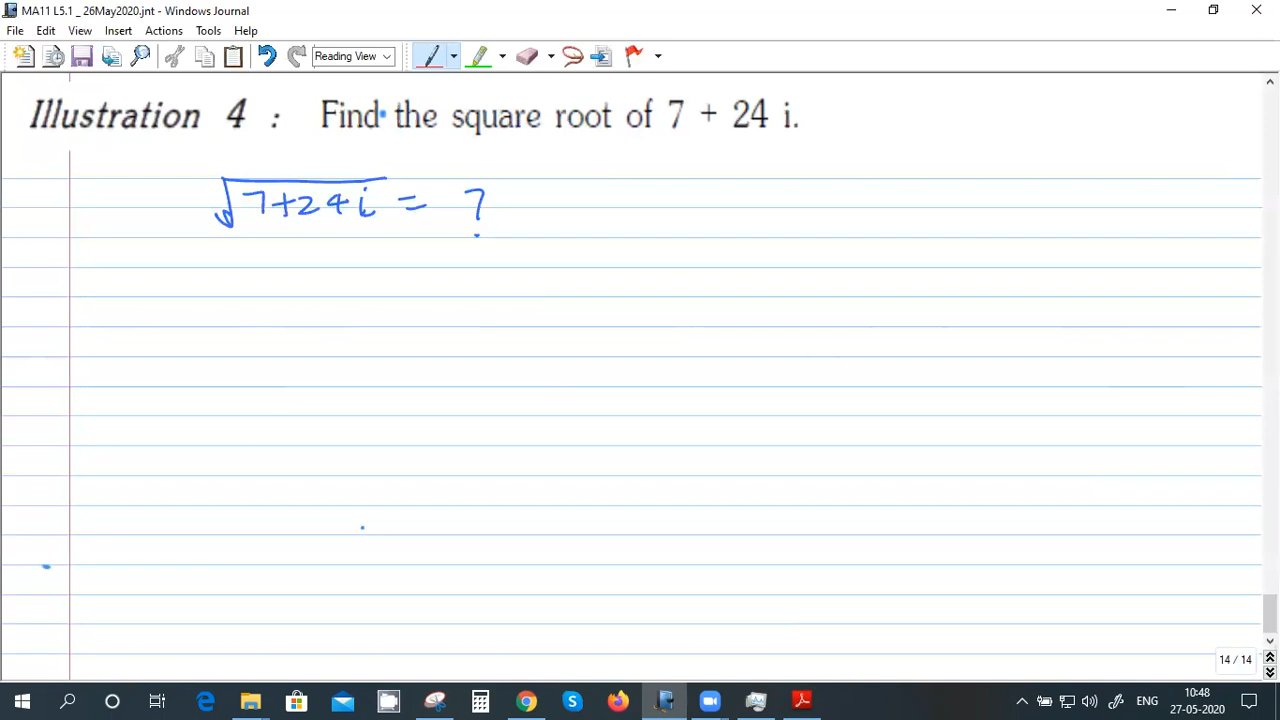 MA11 L5.1 _ 26May2020.jnt - Windows Journal
File Edit View Insert Actions Tools Help
Reading View
Illustration 4 : Find the square root of 7 + 24 i.
√7+24i = ?
14 / 14
ENG
10:48
27-05-2020